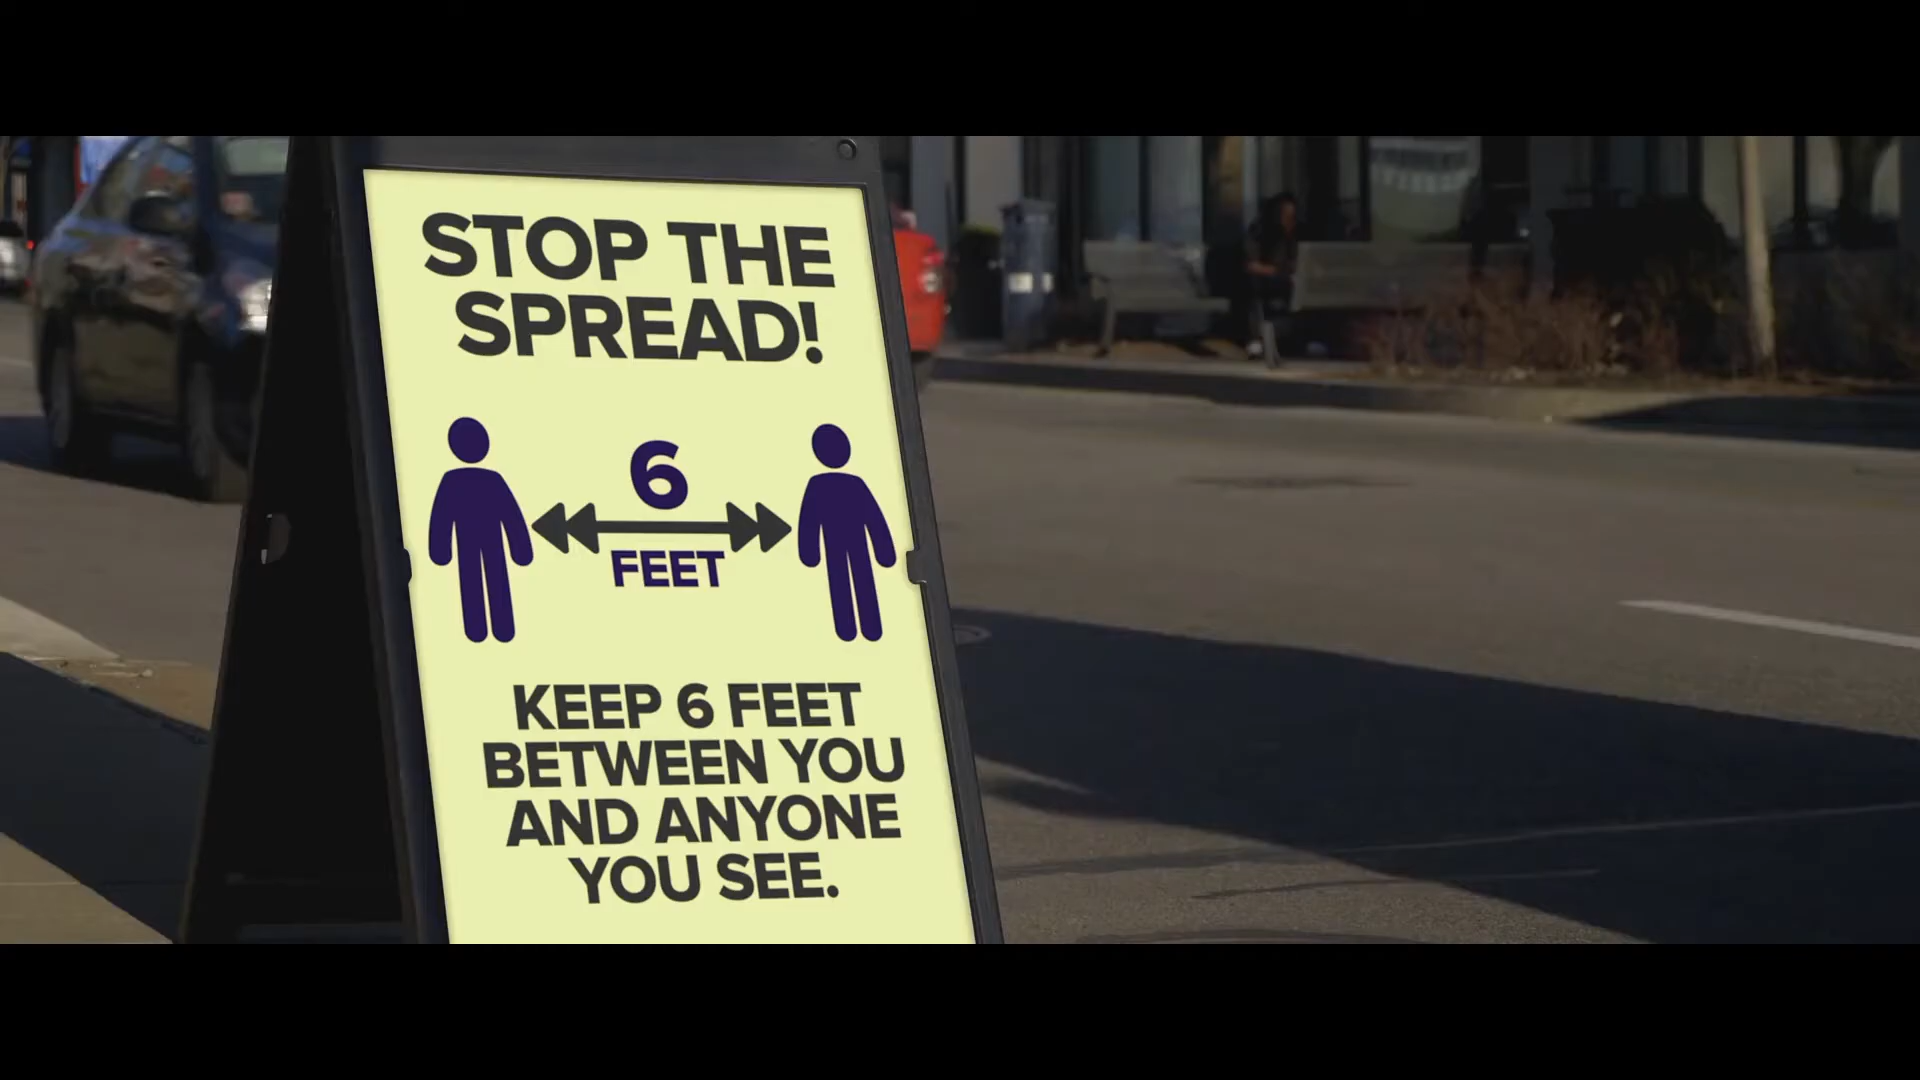 STOP THE
SPREAD!
6
FEET
KEEP 6 FEET
BETWEEN YOU
AND ANYONE
YOU SEE.